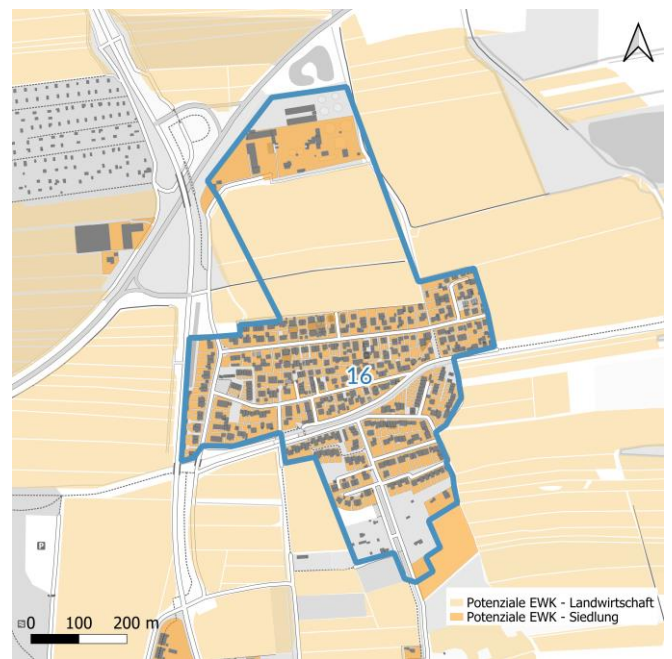 16
P
0 100 200 m
Potenziale EWK - Landwirtschaft
Potenziale EWK - Siedlung